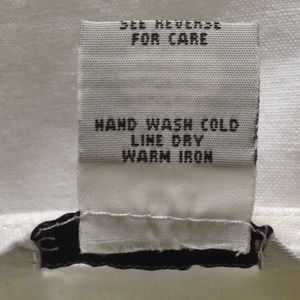 SEE REVERSE
FOR CARE
HAND WASH COLD
LINE DRY
WARM IRON